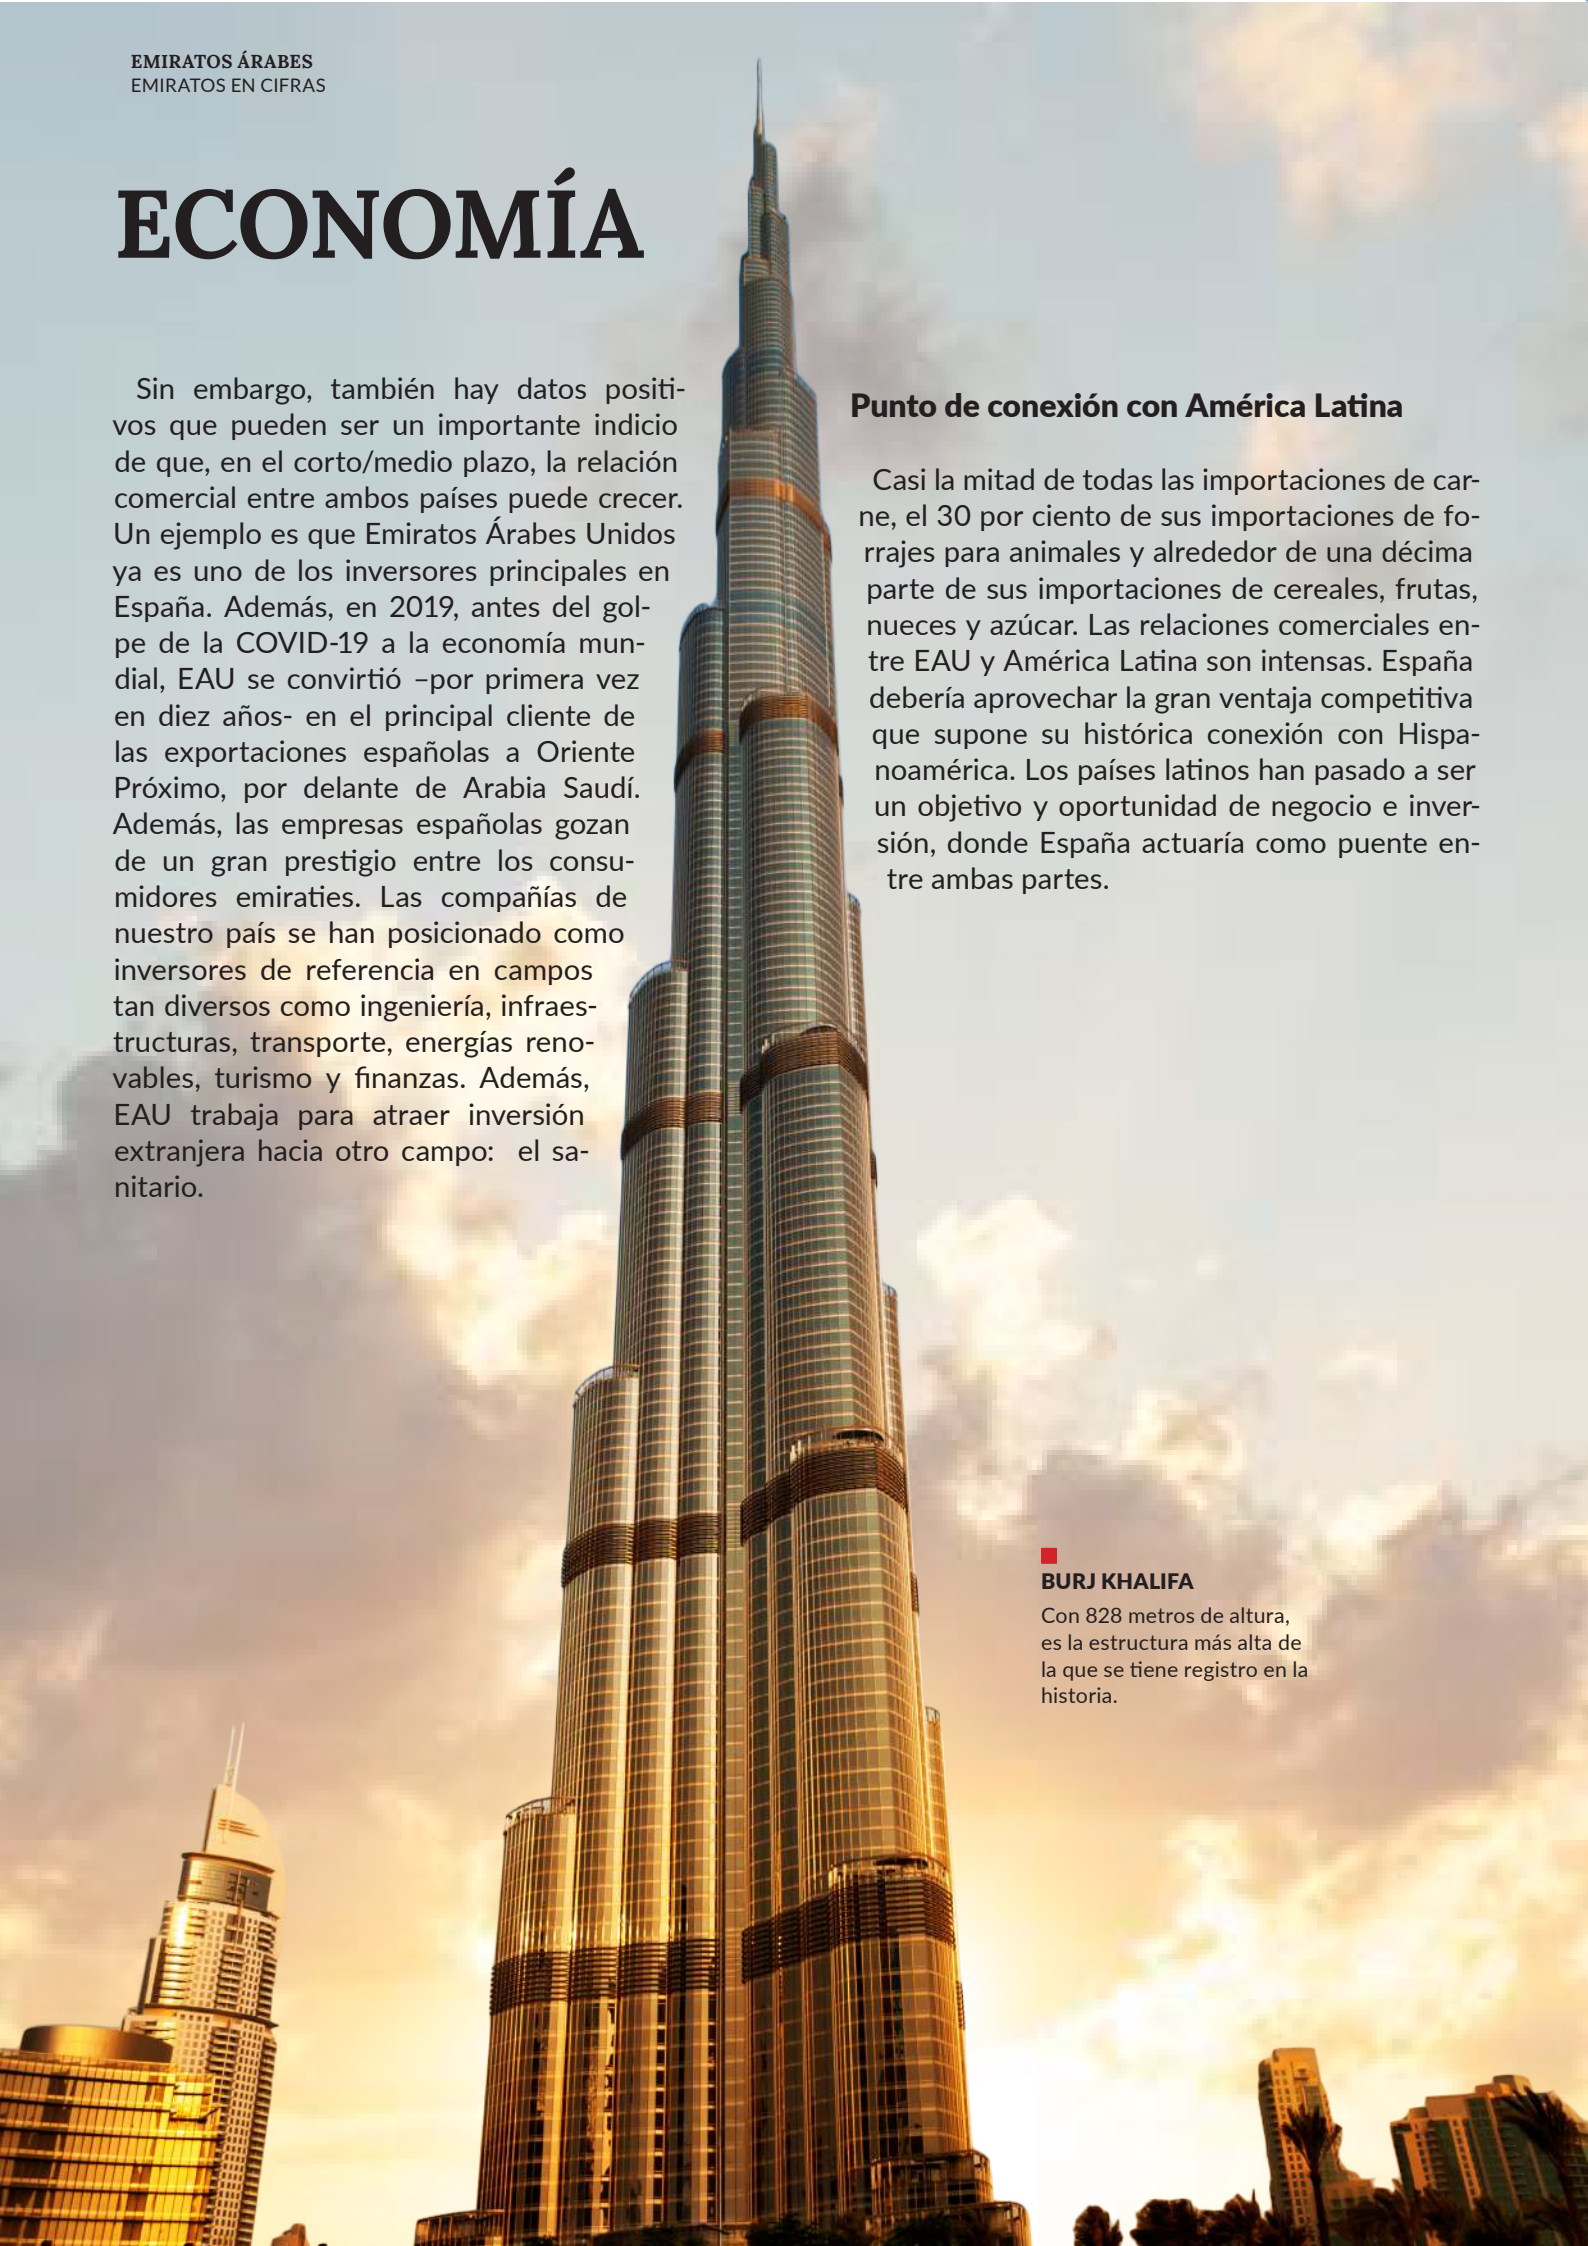 EMIRATOS ÁRABES
EMIRATOS EN CIFRAS
ECONOMÍA
Sin embargo, también hay datos positi-
vos que pueden ser un importante indicio
de que, en el corto/medio plazo, la relación
comercial entre ambos países puede crecer.
Un ejemplo es que Emiratos Árabes Unidos
ya es uno de los inversores principales en
España. Además, en 2019, antes del gol-
pe de la COVID-19 a la economía mun-
dial, EAU se convirtió –por primera vez
en diez años- en el principal cliente de
las exportaciones españolas a Oriente
Próximo, por delante de Arabia Saudí.
Además, las empresas españolas gozan
de un gran prestigio entre los consu-
midores emiraties. Las compañías de
nuestro país se han posicionado como
inversores de referencia en campos
tan diversos como ingeniería, infraes-
tructuras, transporte, energías reno-
vables, turismo y finanzas. Además,
EAU trabaja para atraer inversión
extranjera hacia otro campo: el sa-
nitario.
Punto de conexión con América Latina
Casi la mitad de todas las importaciones de car-
ne, el 30 por ciento de sus importaciones de fo-
rrajes para animales y alrededor de una décima
parte de sus importaciones de cereales, frutas,
nueces y azúcar. Las relaciones comerciales en-
tre EAU y América Latina son intensas. España
debería aprovechar la gran ventaja competitiva
que supone su histórica conexión con Hispa-
noamérica. Los países latinos han pasado a ser
un objetivo y oportunidad de negocio e inver-
sión, donde España actuaría como puente en-
tre ambas partes.
BURJ KHALIFA
Con 828 metros de altura,
es la estructura más alta de
la que se tiene registro en la
historia.